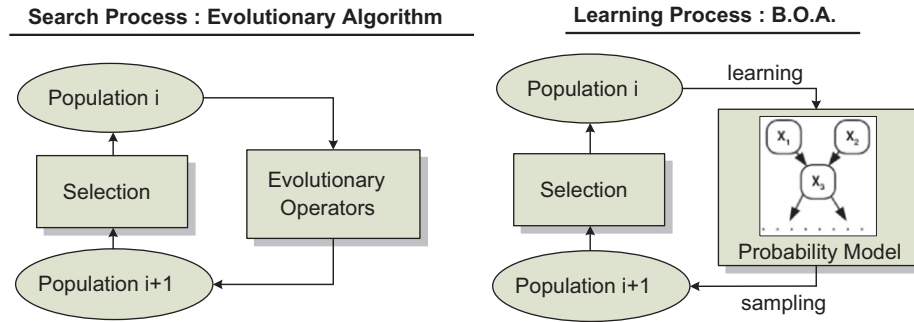 Search Process : Evolutionary Algorithm
Population i
Selection
Evolutionary
Operators
Population i+1
Learning Process : B.O.A.
Population i
learning
X1
X2
X3
Selection
Probability Model
Population i+1
sampling